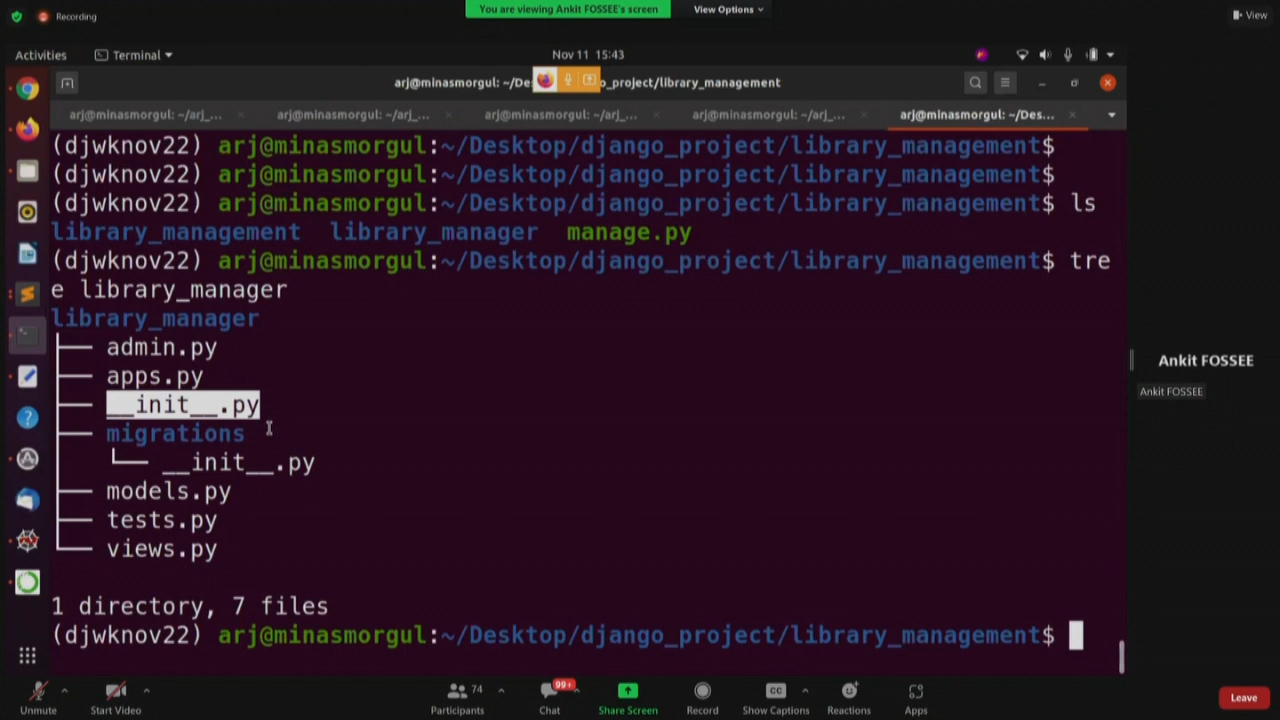 Recording
You are viewing Ankit FOSSEE's screen
View Options
View
Activities
Terminal
Nov 11 15:43
arj@minasmorgul: ~/De
o_project/library_management
arj@minasmorgul: ~/arj_...
arj@minasmorgul: ~/arj_...
arj@minasmorgul: ~/arj_...
arj@minasmorgul: ~/arj_...
arj@minasmorgul: ~/Des...
(djwknov22) arj@minasmorgul:~/Desktop/django_project/library_management$
(djwknov22) arj@minasmorgul:~/Desktop/django_project/library_management$
(djwknov22) arj@minasmorgul:~/Desktop/django_project/library_management$ ls
library_management library_manager manage.py
(djwknov22) arj@minasmorgul:~/Desktop/django_project/library_management$ tre
e library_manager
library_manager
├── admin.py
├── apps.py
├── __init__.py
├── migrations
│   └── __init__.py
├── models.py
├── tests.py
└── views.py
1 directory, 7 files
(djwknov22) arj@minasmorgul:~/Desktop/django_project/library_management$
Ankit FOSSEE
Ankit FOSSEE
Unmute
Start Video
Participants
74
Chat
99+
Share Screen
Record
CC
Show Captions
Reactions
Apps
Leave